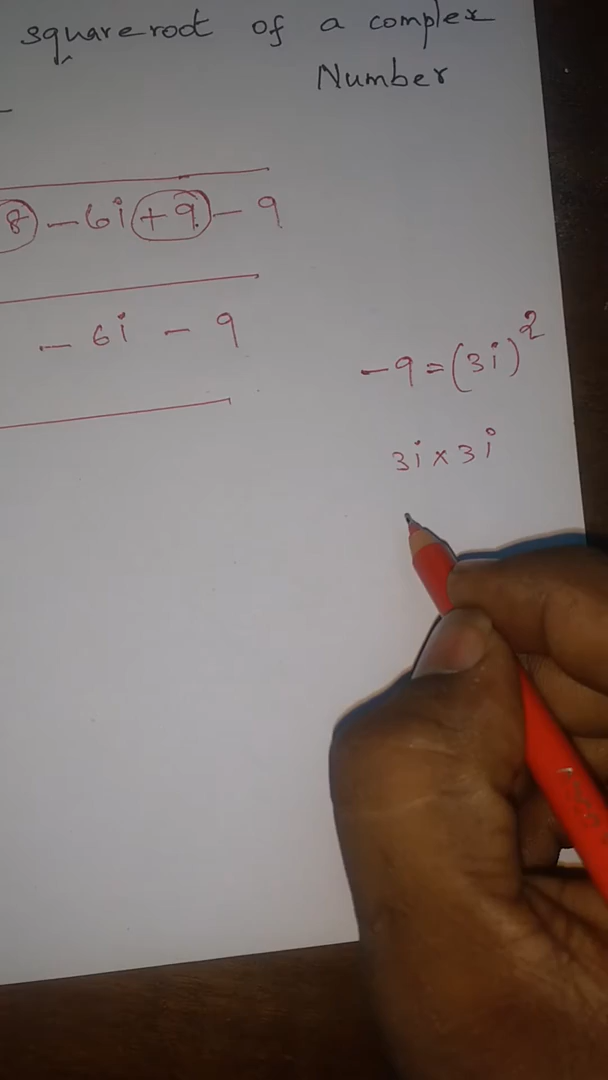 square root of a complex
Number
8 - 6i + 9 - 9
- 6i - 9
- 9 = (3i)²
3i × 3i